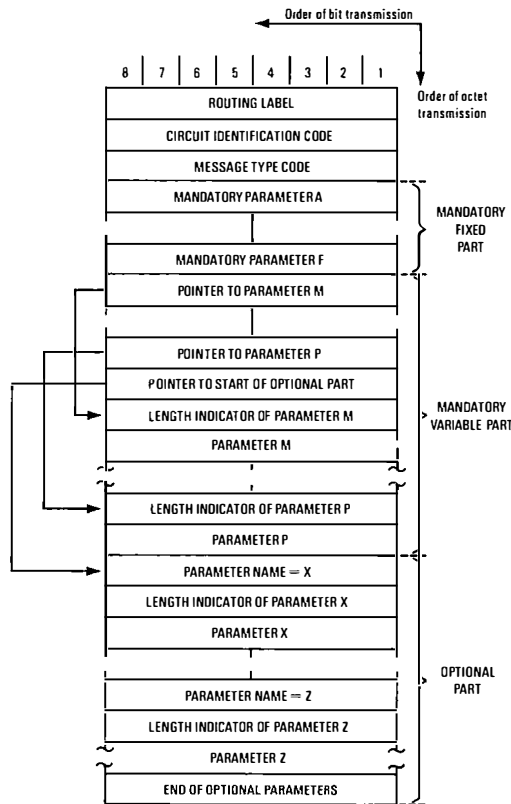 Order of bit transmission
8 7 6 5 4 3 2 1
Order of octet
transmission
ROUTING LABEL
CIRCUIT IDENTIFICATION CODE
MESSAGE TYPE CODE
MANDATORY PARAMETER A
MANDATORY
FIXED
PART
MANDATORY PARAMETER F
POINTER TO PARAMETER M
POINTER TO PARAMETER P
POINTER TO START OF OPTIONAL PART
LENGTH INDICATOR OF PARAMETER M
MANDATORY
VARIABLE PART
PARAMETER M
LENGTH INDICATOR OF PARAMETER P
PARAMETER P
PARAMETER NAME = X
LENGTH INDICATOR OF PARAMETER X
PARAMETER X
OPTIONAL
PART
PARAMETER NAME = Z
LENGTH INDICATOR OF PARAMETER Z
PARAMETER Z
END OF OPTIONAL PARAMETERS